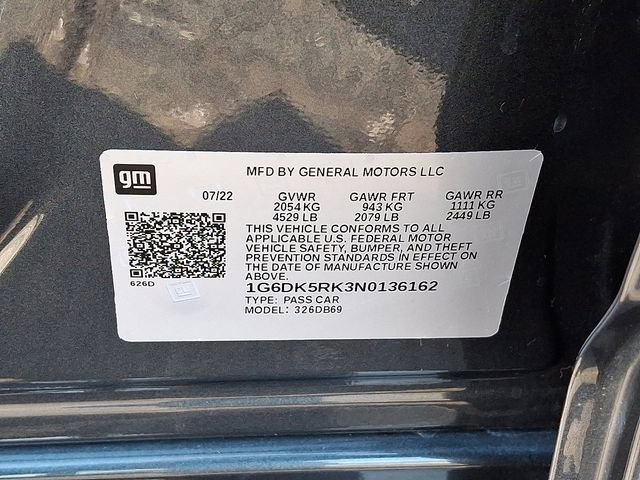 gm
MFD BY GENERAL MOTORS LLC
07/22 GVWR GAWR FRT GAWR RR
2054 KG 943 KG 1111 KG
4529 LB 2079 LB 2449 LB
THIS VEHICLE CONFORMS TO ALL
APPLICABLE U.S. FEDERAL MOTOR
VEHICLE SAFETY, BUMPER, AND THEFT
PREVENTION STANDARDS IN EFFECT ON
THE DATE OF MANUFACTURE SHOWN
ABOVE.
626D
1G6DK5RK3N0136162
TYPE: PASS CAR
MODEL: 326DB69